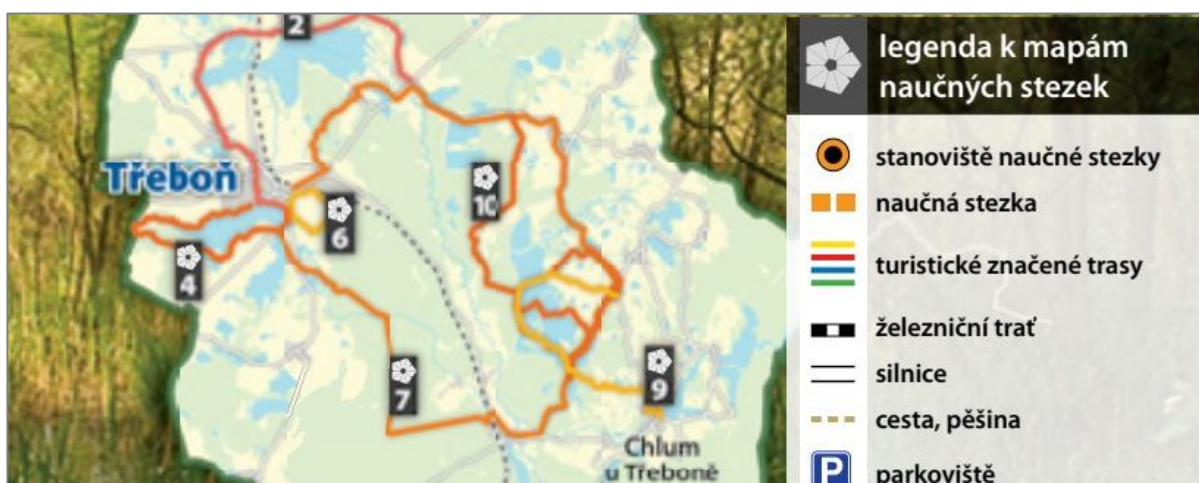 2
Třeboň
10
6
4
7
9
Chlum
u Třeboně
legenda k mapám
naučných stezek
stanoviště naučné stezky
naučná stezka
turistické značené trasy
železniční trať
silnice
cesta, pěšina
P parkoviště